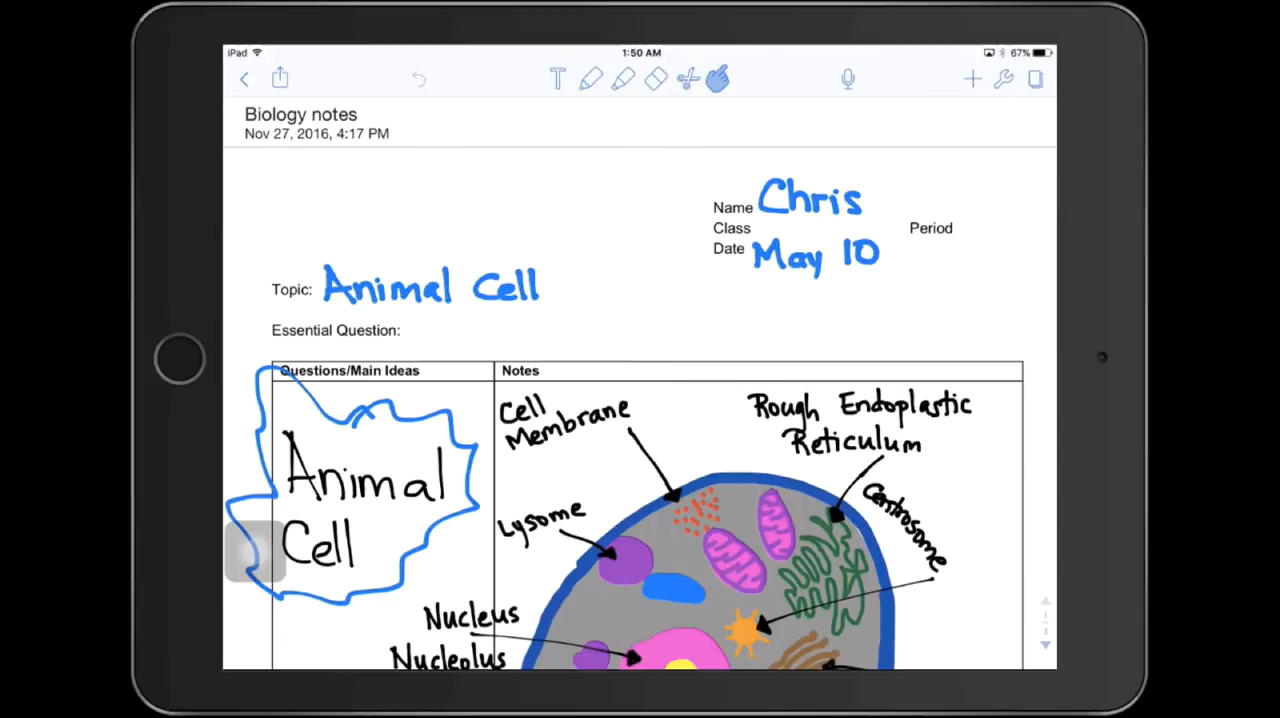 iPad
1:50 AM
67%
T
Biology notes
Nov 27, 2016, 4:17 PM
Name Chris
Class
Period
Date May 10
Topic: Animal Cell
Essential Question:
Questions/Main Ideas
Notes
Animal
Cell
Cell
Membrane
Rough Endoplastic
Reticulum
Centrosome
Lysome
Nucleus
Nucleolus
1
3